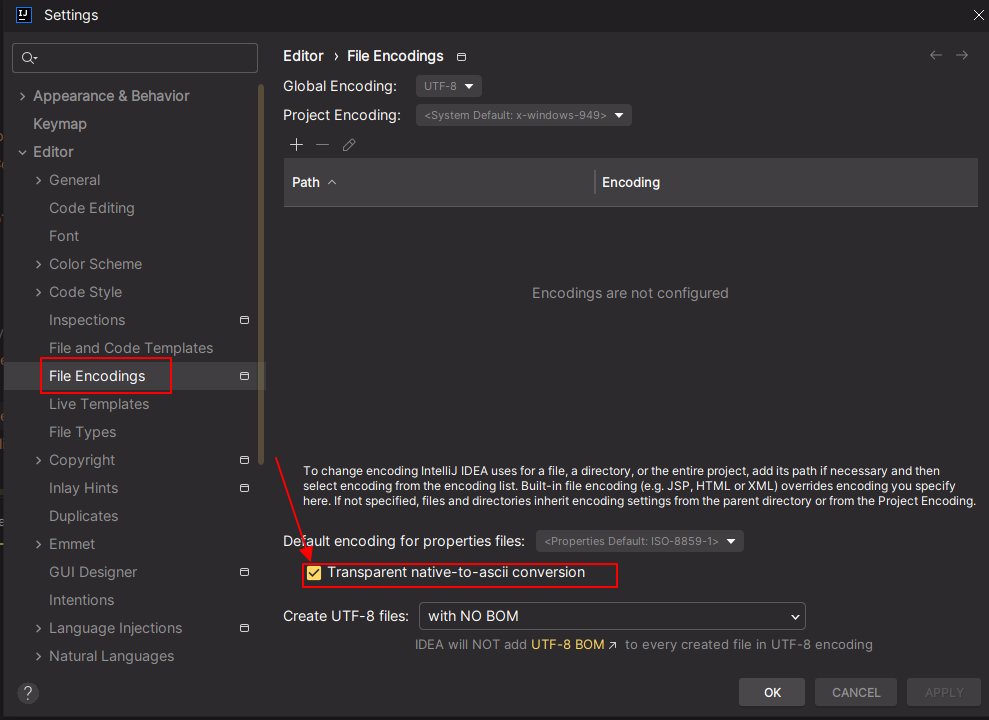 Settings
Editor › File Encodings
Global Encoding: UTF-8
Project Encoding: <System Default: x-windows-949>
Path Encoding
Encodings are not configured
Appearance & Behavior
Keymap
Editor
General
Code Editing
Font
Color Scheme
Code Style
Inspections
File and Code Templates
File Encodings
Live Templates
File Types
Copyright
Inlay Hints
Duplicates
Emmet
GUI Designer
Intentions
Language Injections
Natural Languages
To change encoding IntelliJ IDEA uses for a file, a directory, or the entire project, add its path if necessary and then
select encoding from the encoding list. Built-in file encoding (e.g. JSP, HTML or XML) overrides encoding you specify
here. If not specified, files and directories inherit encoding settings from the parent directory or from the Project Encoding.
Default encoding for properties files: <Properties Default: ISO-8859-1>
Transparent native-to-ascii conversion
Create UTF-8 files: with NO BOM
IDEA will NOT add UTF-8 BOM ↗ to every created file in UTF-8 encoding
? OK CANCEL APPLY